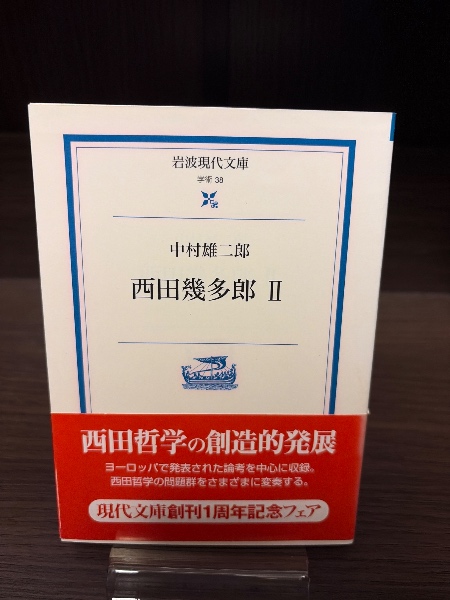 岩波現代文庫
学術 38
中村雄二郎
西田幾多郎 Ⅱ
西田哲学の創造的発展
ヨーロッパで発表された論考を中心に収録。
西田哲学の問題群をさまざまに変奏する。
現代文庫創刊1周年記念フェア